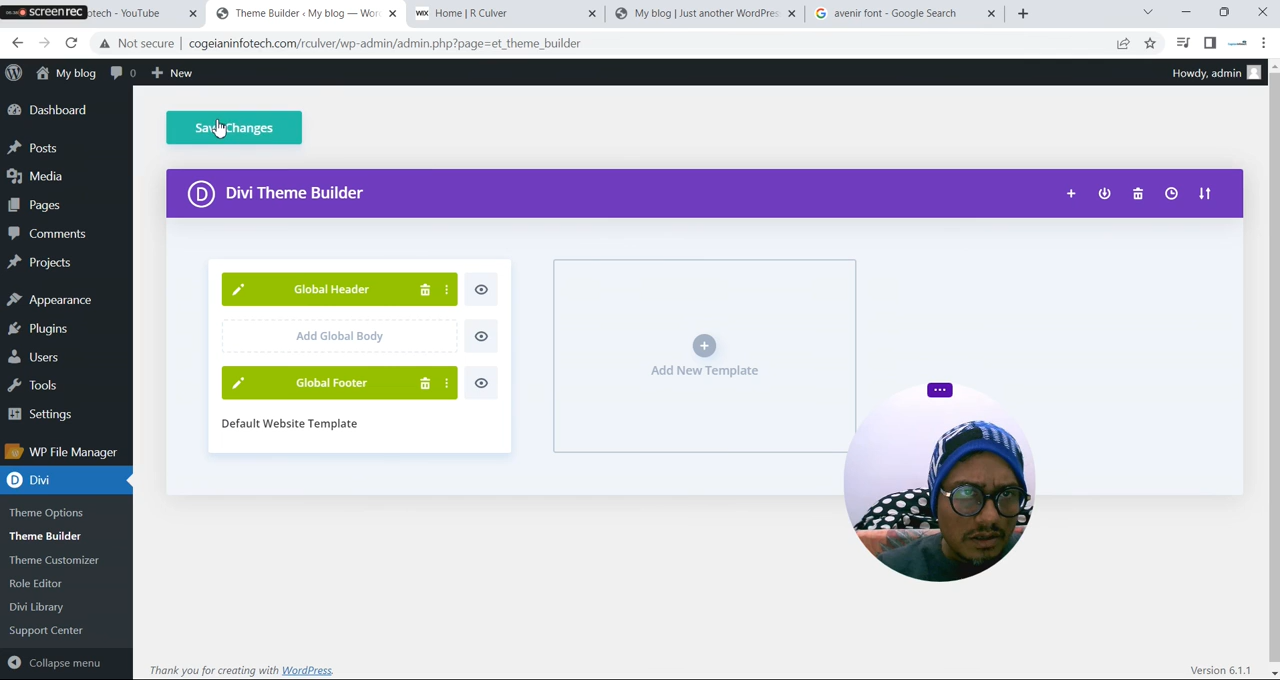 screenrec
otech - YouTube
Theme Builder ‹ My blog — Wor
WIX
Home | R Culver
My blog | Just another WordPres
avenir font - Google Search
Not secure
cogeianinfotech.com/rculver/wp-admin/admin.php?page=et_theme_builder
My blog
0
New
Howdy, admin
Dashboard
Posts
Media
Pages
Comments
Projects
Appearance
Plugins
Users
Tools
Settings
WP File Manager
Divi
Theme Options
Theme Builder
Theme Customizer
Role Editor
Divi Library
Support Center
Collapse menu
Save Changes
D
Divi Theme Builder
Global Header
Add Global Body
Global Footer
Default Website Template
Add New Template
Thank you for creating with WordPress.
Version 6.1.1